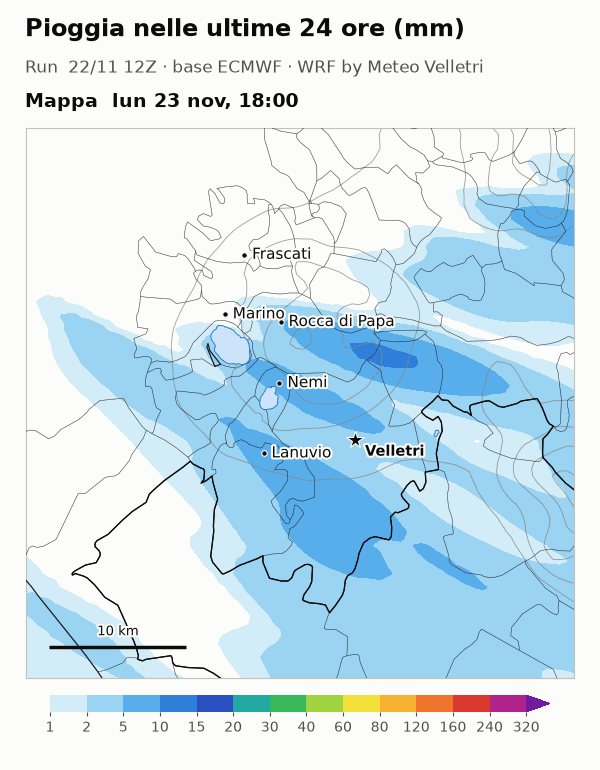 Pioggia nelle ultime 24 ore (mm)
Run  22/11 12Z · base ECMWF · WRF by Meteo Velletri
Mappa  lun 23 nov, 18:00
Frascati
Marino
Rocca di Papa
Nemi
Velletri
Lanuvio
10 km
1 2 5 10 15 20 30 40 60 80 120 160 240 320